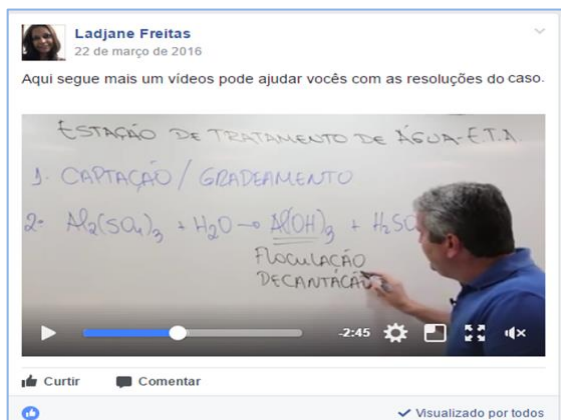 Ladjane Freitas
22 de março de 2016
Aqui segue mais um vídeos pode ajudar vocês com as resoluções do caso.
ESTAÇÃO DE TRATAMENTO DE ÁGUA-E.T.A.
1. CAPTAÇÃO / GRADEAMENTO
2- Al2(SO4)3 + H2O → Al(OH)3 + H2SO
FLOCULAÇÃO
DECANTAÇÃO
-2:45
Curtir Comentar
Visualizado por todos